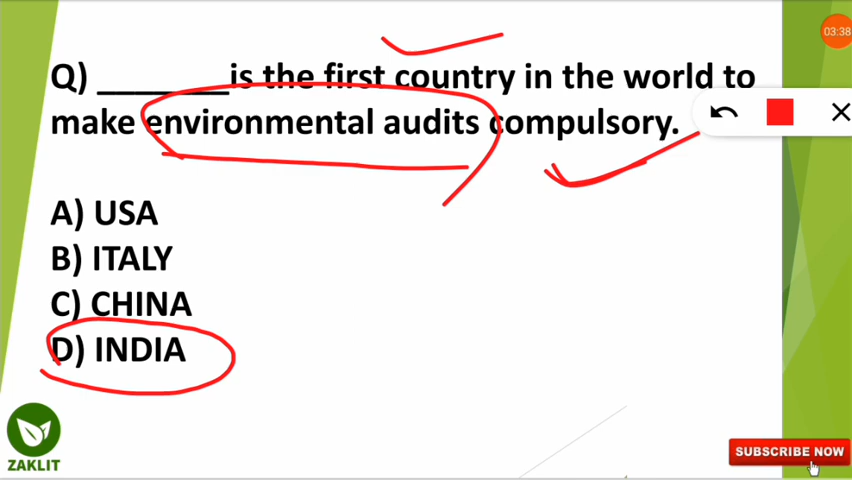 03:38
Q) _______is the first country in the world to
make environmental audits compulsory.
A) USA
B) ITALY
C) CHINA
D) INDIA
ZAKLIT
SUBSCRIBE NOW